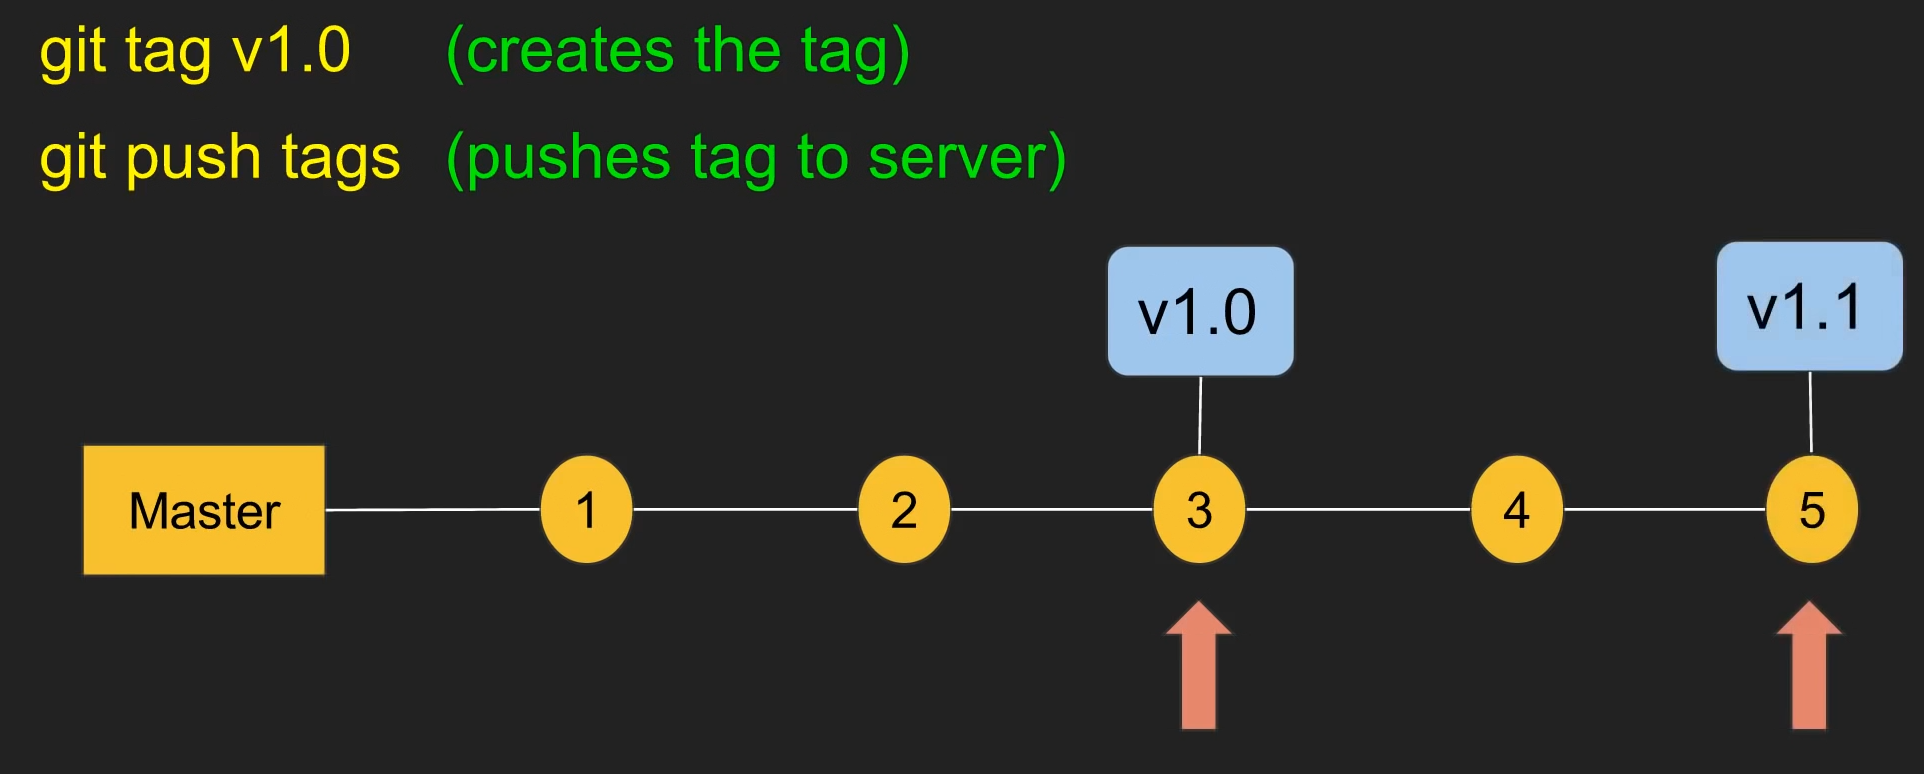 git tag v1.0 (creates the tag)
git push tags (pushes tag to server)
v1.0
v1.1
Master
1
2
3
4
5